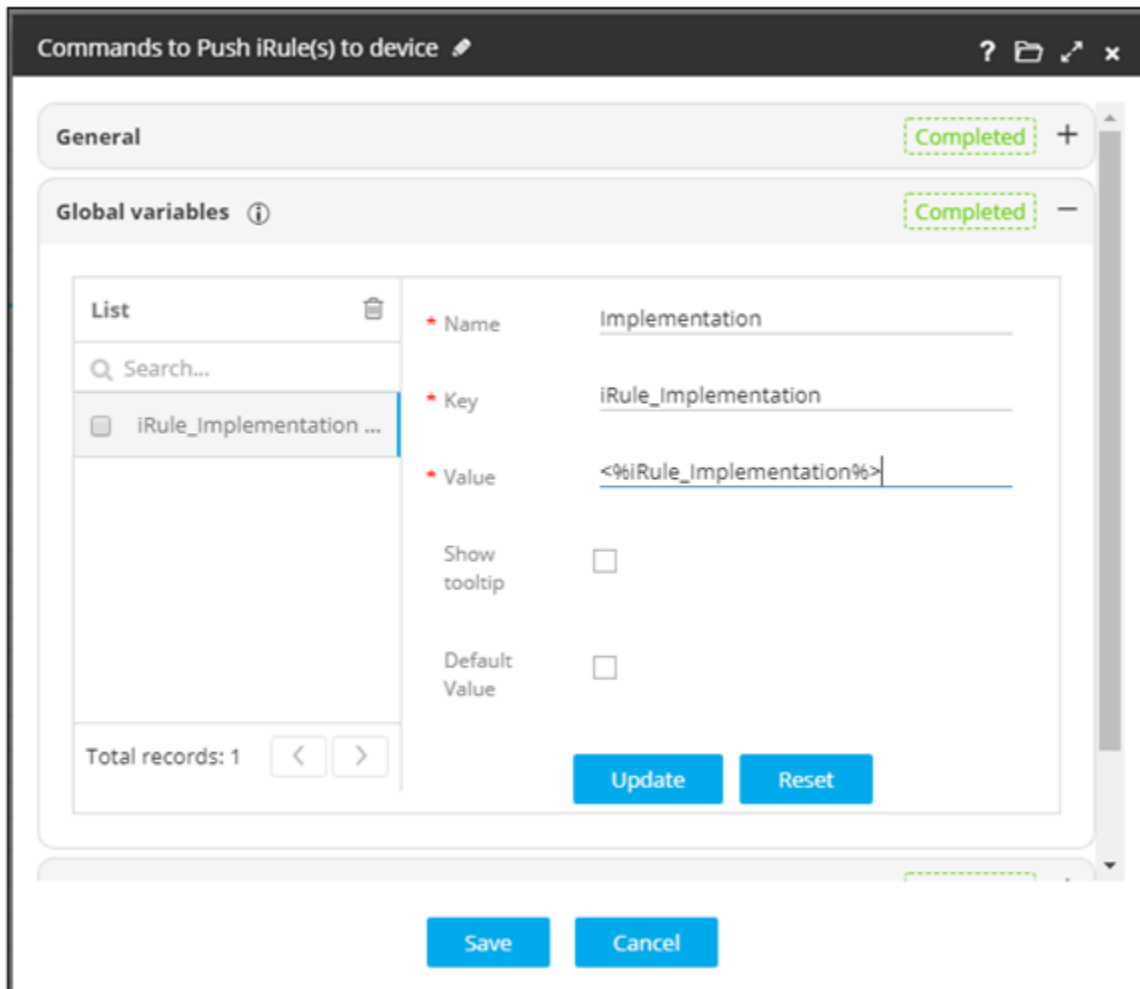 Commands to Push iRule(s) to device
General
Completed
Global variables
Completed
List
Search...
iRule_Implementation ...
Total records: 1
* Name
Implementation
* Key
iRule_Implementation
* Value
<%iRule_Implementation%>
Show
tooltip
Default
Value
Update
Reset
Save
Cancel